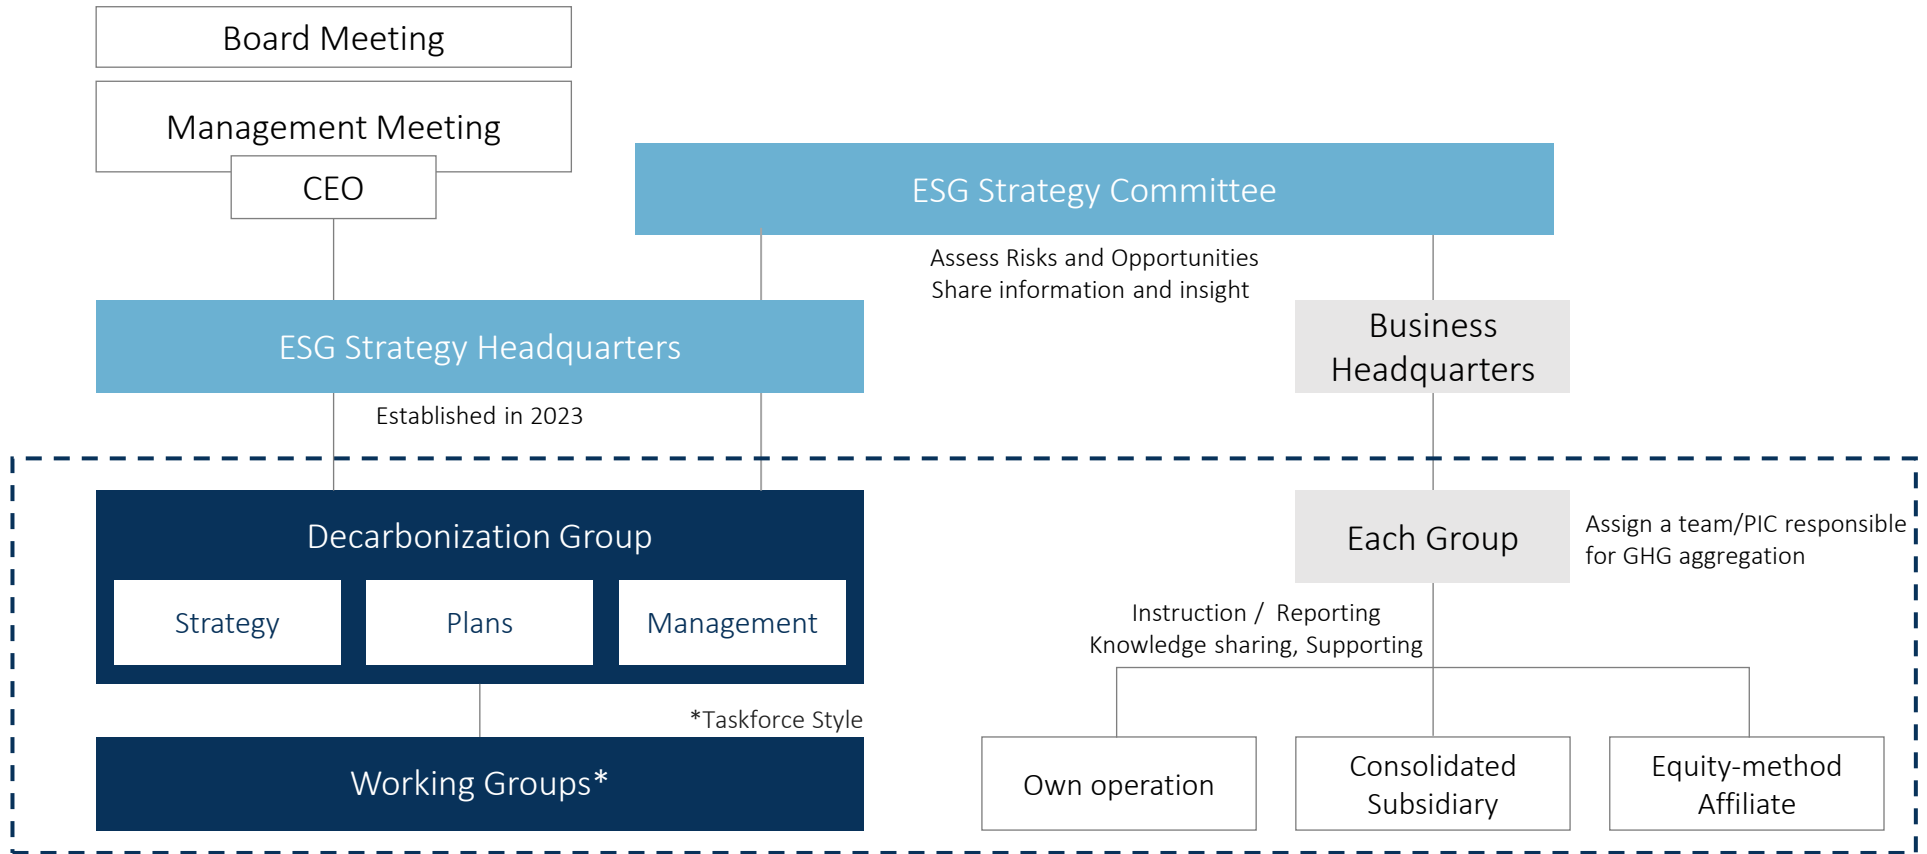 Board Meeting
Management Meeting
CEO
ESG Strategy Committee
Assess Risks and Opportunities
Share information and insight
ESG Strategy Headquarters
Business
Headquarters
Established in 2023
Decarbonization Group
Strategy
Plans
Management
Each Group
Assign a team/PIC responsible
for GHG aggregation
Instruction / Reporting
Knowledge sharing, Supporting
*Taskforce Style
Working Groups*
Own operation
Consolidated
Subsidiary
Equity-method
Affiliate